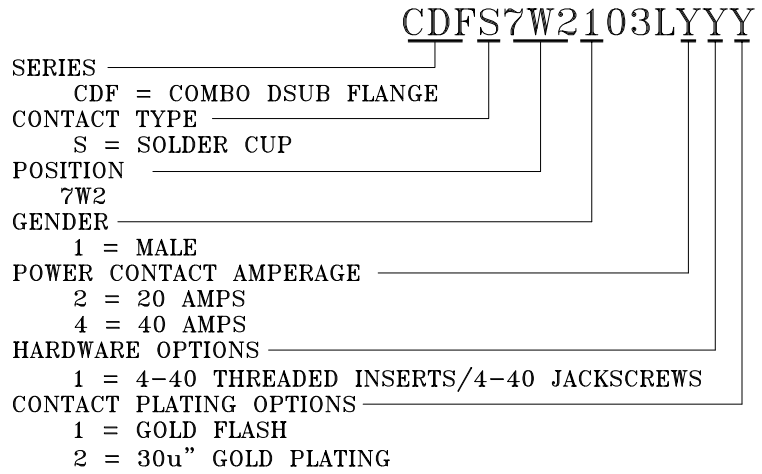 CDFS7W2103LYYY
SERIES
CDF = COMBO DSUB FLANGE
CONTACT TYPE
S = SOLDER CUP
POSITION
7W2
GENDER
1 = MALE
POWER CONTACT AMPERAGE
2 = 20 AMPS
4 = 40 AMPS
HARDWARE OPTIONS
1 = 4-40 THREADED INSERTS/4-40 JACKSCREWS
CONTACT PLATING OPTIONS
1 = GOLD FLASH
2 = 30u" GOLD PLATING